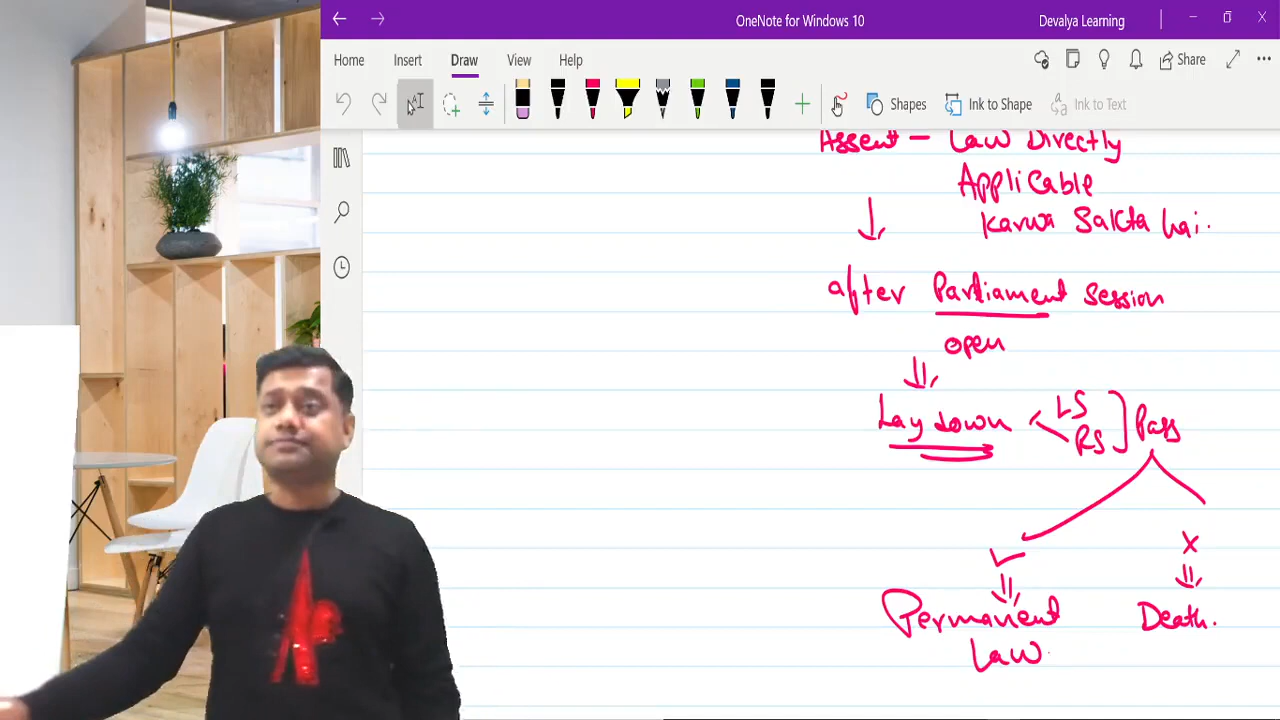 OneNote for Windows 10
Devalya Learning
Home Insert Draw View Help
Share
Shapes Ink to Shape Ink to Text
Assent – Law Directly
Applicable
Karwa Sakta hai.
after Parliament session
open
Lay down LS RS Pass
✓ X
Permanent Death.
Law